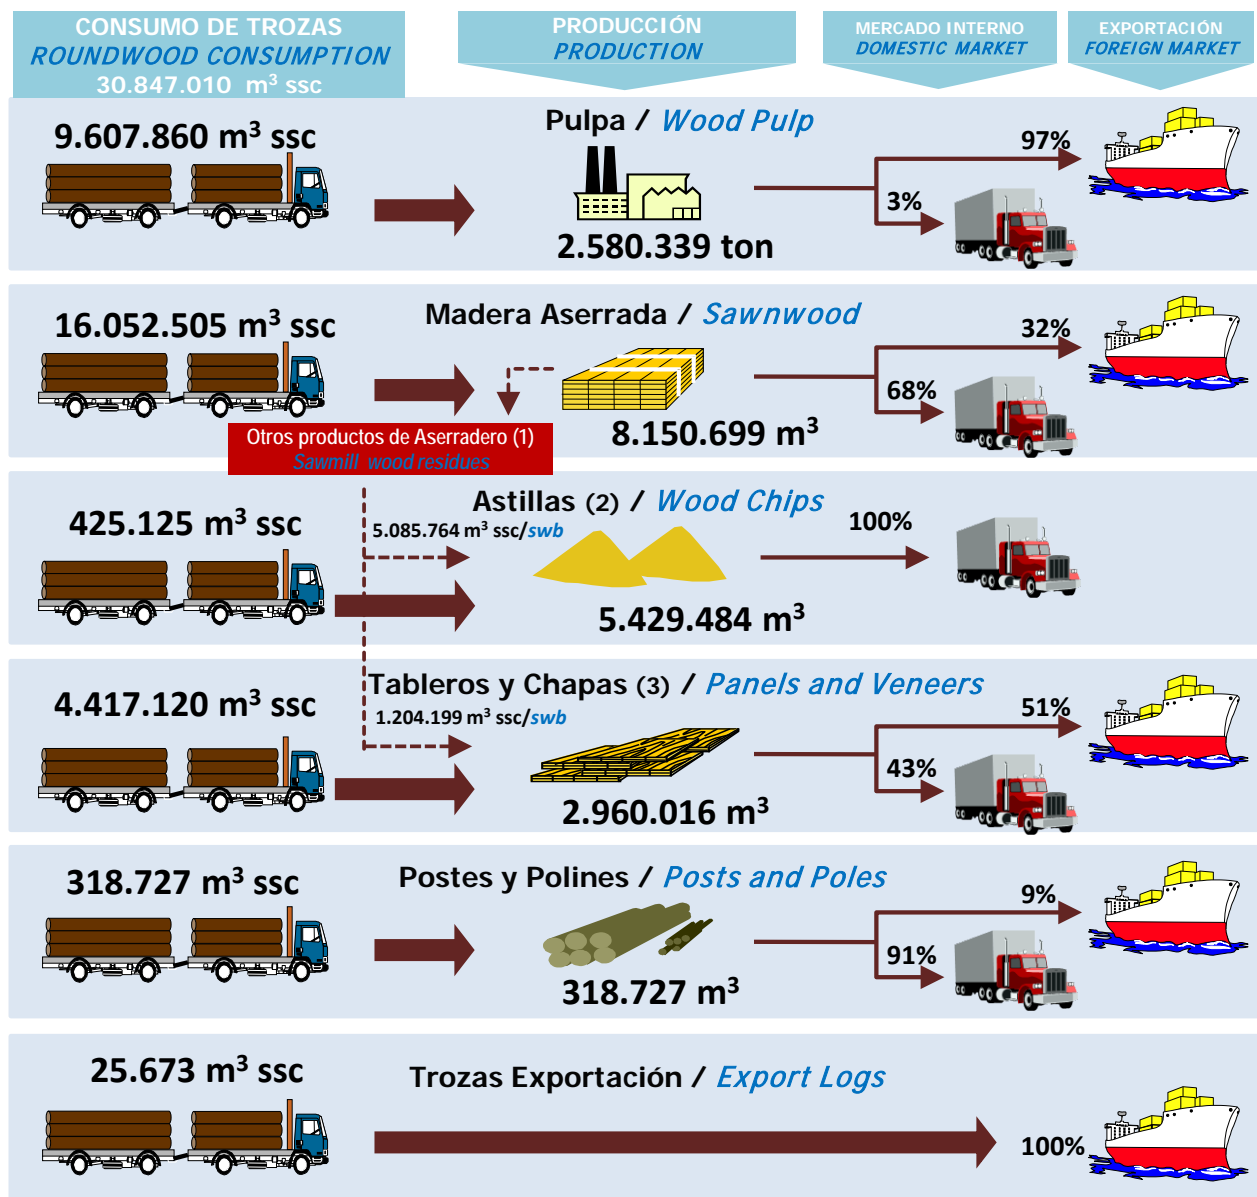 CONSUMO DE TROZAS
ROUNDWOOD CONSUMPTION
30.847.010 m³ ssc
PRODUCCIÓN
PRODUCTION
MERCADO INTERNO
DOMESTIC MARKET
EXPORTACIÓN
FOREIGN MARKET
9.607.860 m³ ssc
Pulpa / Wood Pulp
2.580.339 ton
97%
3%
16.052.505 m³ ssc
Madera Aserrada / Sawnwood
8.150.699 m³
32%
68%
Otros productos de Aserradero (1)
Sawmill wood residues
425.125 m³ ssc
Astillas (2) / Wood Chips
5.085.764 m³ ssc/swb
5.429.484 m³
100%
4.417.120 m³ ssc
Tableros y Chapas (3) / Panels and Veneers
1.204.199 m³ ssc/swb
2.960.016 m³
51%
43%
318.727 m³ ssc
Postes y Polines / Posts and Poles
318.727 m³
9%
91%
25.673 m³ ssc
Trozas Exportación / Export Logs
100%